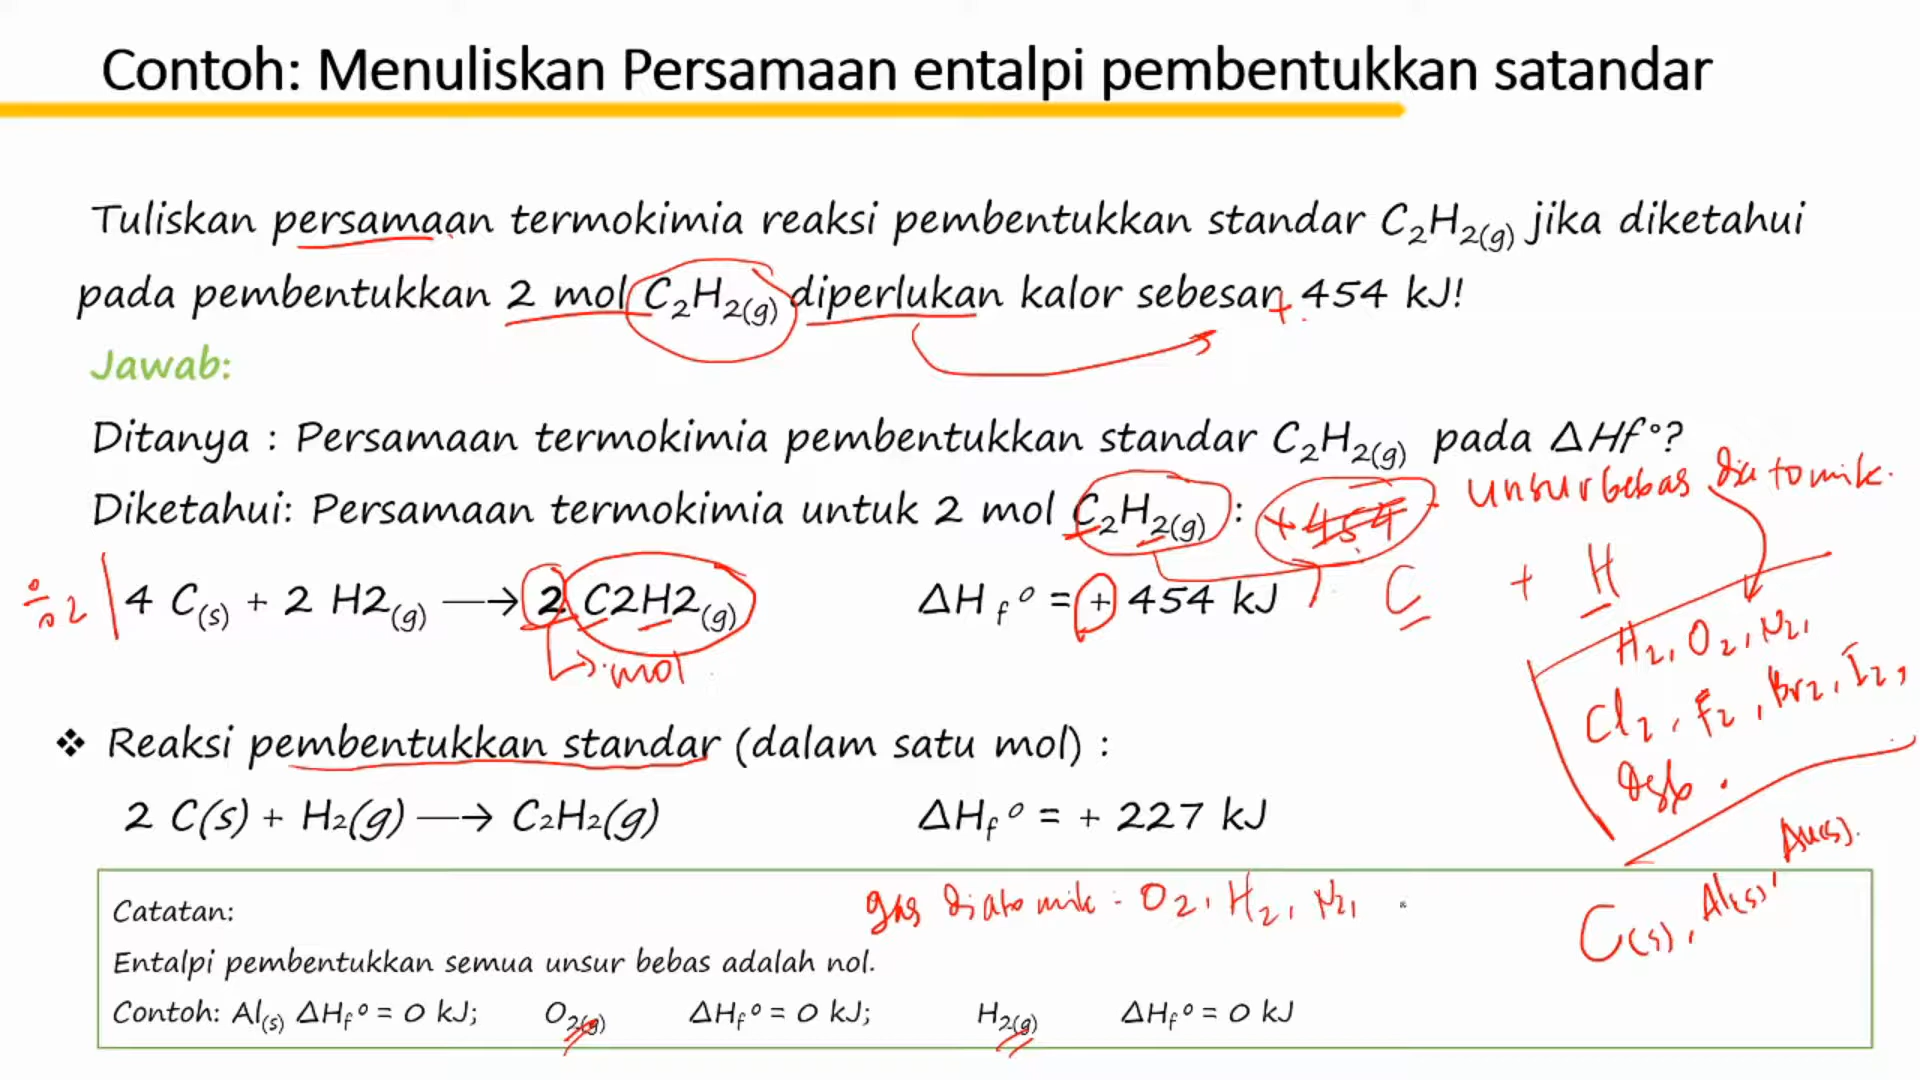 Contoh: Menuliskan Persamaan entalpi pembentukkan satandar
Tuliskan persamaan termokimia reaksi pembentukkan standar C₂H₂(g) jika diketahui
pada pembentukkan 2 mol C₂H₂(g) diperlukan kalor sebesar + 454 kJ!
Jawab:
Ditanya : Persamaan termokimia pembentukkan standar C₂H₂(g) pada ΔHf°?
Diketahui: Persamaan termokimia untuk 2 mol C₂H₂(g) : +454
unsur bebas diatomik.
C + H
: 2 | 4 C(s) + 2 H2(g) → 2 C2H2(g) ΔH f° = + 454 kJ
mol
H₂, O₂, N₂,
Cl₂, F₂, Br₂, I₂,
dsb.
❖ Reaksi pembentukkan standar (dalam satu mol) :
2 C(s) + H₂(g) → C₂H₂(g) ΔHf° = + 227 kJ
C(s), Al(s), Au(s).
Catatan:
gas diatomik : O₂, H₂, N₂,
Entalpi pembentukkan semua unsur bebas adalah nol.
Contoh: Al(s) ΔHf° = 0 kJ; O₂(g) ΔHf° = 0 kJ; H₂(g) ΔHf° = 0 kJ